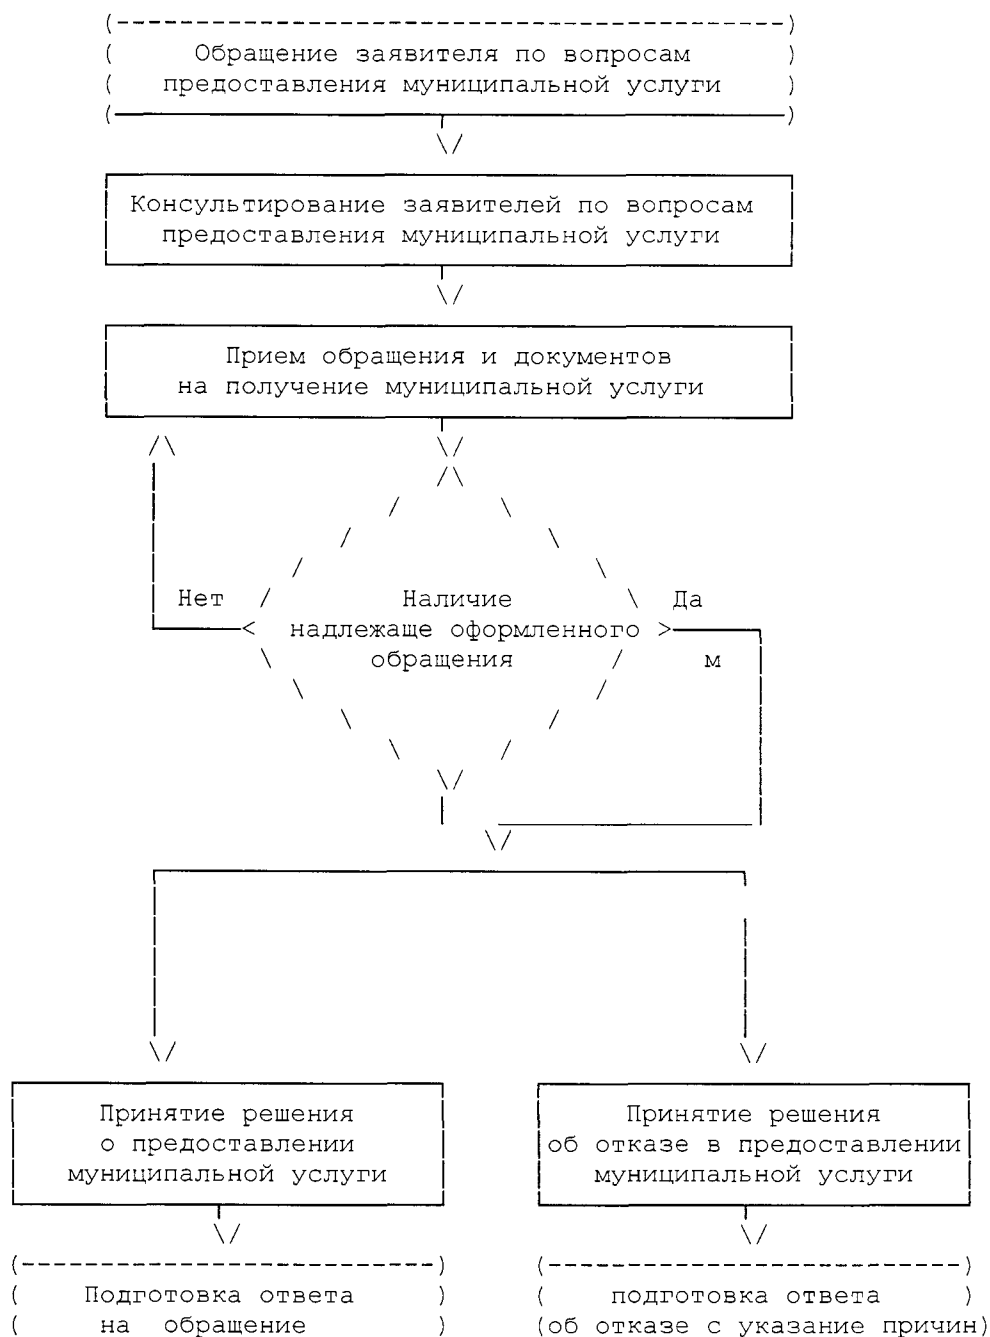 Обращение заявителя по вопросам
предоставления муниципальной услуги
Консультирование заявителей по вопросам
предоставления муниципальной услуги
Прием обращения и документов
на получение муниципальной услуги
Нет
Наличие
Да
надлежаще оформленного
обращения
м
Принятие решения
о предоставлении
муниципальной услуги
Принятие решения
об отказе в предоставлении
муниципальной услуги
Подготовка ответа
на обращение
подготовка ответа
(об отказе с указание причин)